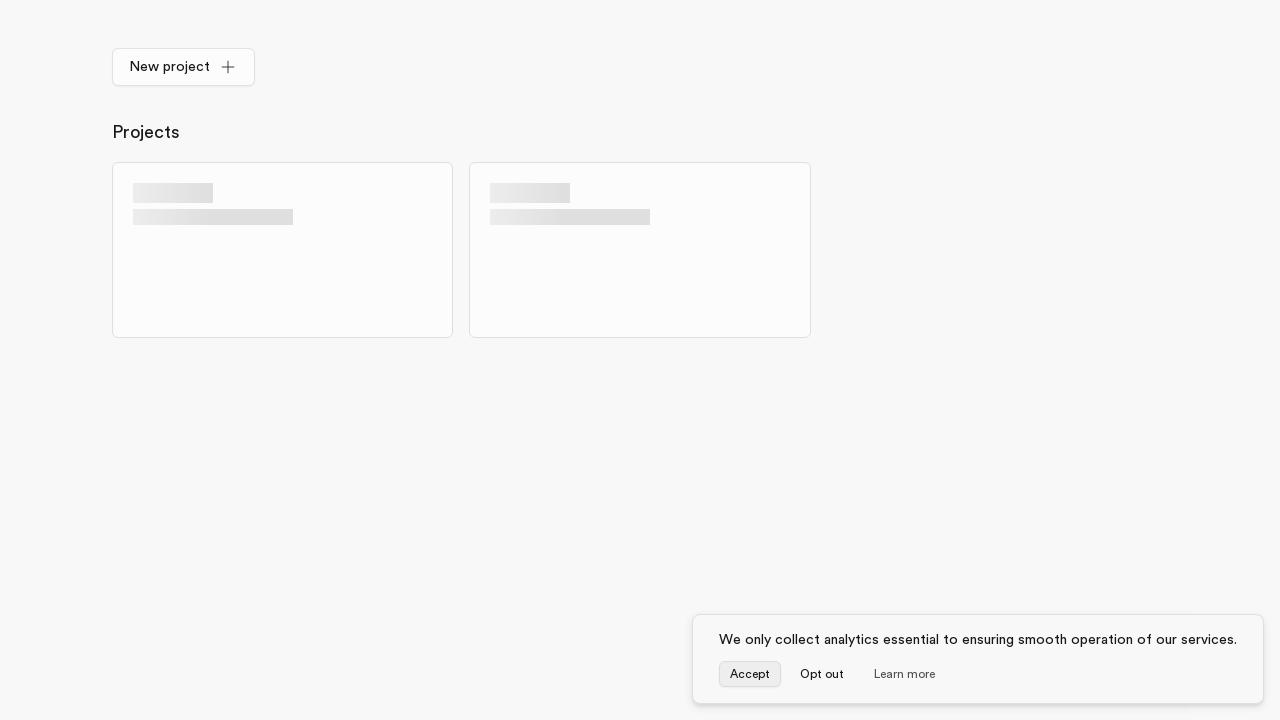 New project
Projects
We only collect analytics essential to ensuring smooth operation of our services.
Accept Opt out Learn more